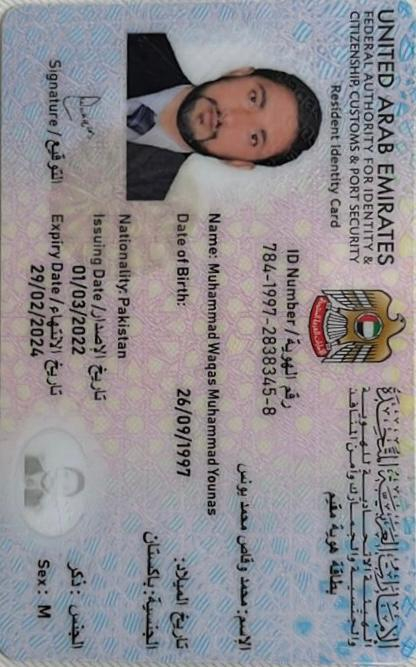 UNITED ARAB EMIRATES
FEDERAL AUTHORITY FOR IDENTITY &
CITIZENSHIP, CUSTOMS & PORT SECURITY
Resident Identity Card
الإمارات العربية المتحدة
الهيئة الاتحادية للهوية
والجنسية والجمارك وأمن المنافذ
بطاقة هوية مقيم
ID Number / رقم الهوية
784-1997-2838345-8
الإسم: محمد وقاص محمد يونس
Name: Muhammad Waqas Muhammad Younas
Date of Birth: 26/09/1997 تاريخ الميلاد:
الجنسية: باكستان
Nationality: Pakistan
Issuing Date / تاريخ الإصدار
01/03/2022
Expiry Date / تاريخ الإنتهاء
29/02/2024
Signature / التوقيع
الجنس: ذكر
Sex: M